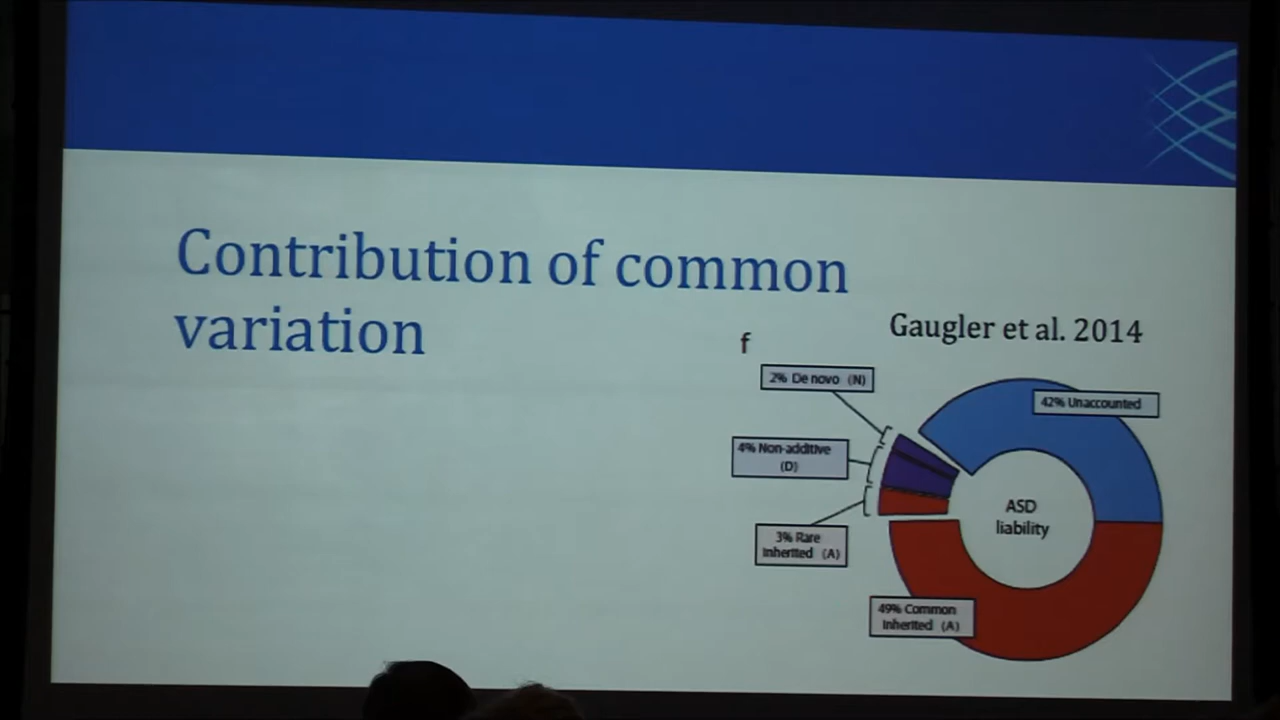 Contribution of common
variation
Gaugler et al. 2014
f
2% De novo (N)
42% Unaccounted
4% Non-additive
(D)
ASD
liability
3% Rare
Inherited (A)
49% Common
Inherited (A)